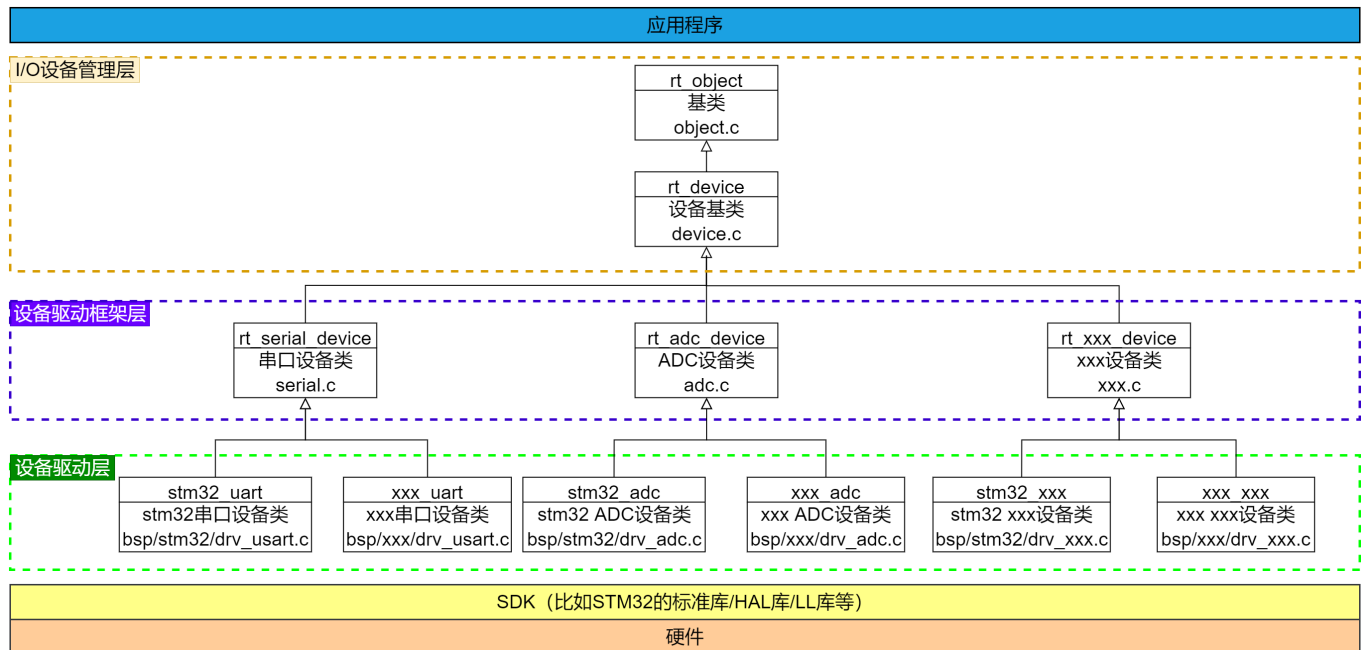 应用程序
I/O设备管理层
rt_object
基类
object.c
rt_device
设备基类
device.c
设备驱动框架层
rt_serial_device
串口设备类
serial.c
rt_adc_device
ADC设备类
adc.c
rt_xxx_device
xxx设备类
xxx.c
设备驱动层
stm32_uart
stm32串口设备类
bsp/stm32/drv_usart.c
xxx_uart
xxx串口设备类
bsp/xxx/drv_usart.c
stm32_adc
stm32 ADC设备类
bsp/stm32/drv_adc.c
xxx_adc
xxx ADC设备类
bsp/xxx/drv_adc.c
stm32_xxx
stm32 xxx设备类
bsp/stm32/drv_xxx.c
xxx_xxx
xxx xxx设备类
bsp/xxx/drv_xxx.c
SDK（比如STM32的标准库/HAL库/LL库等）
硬件